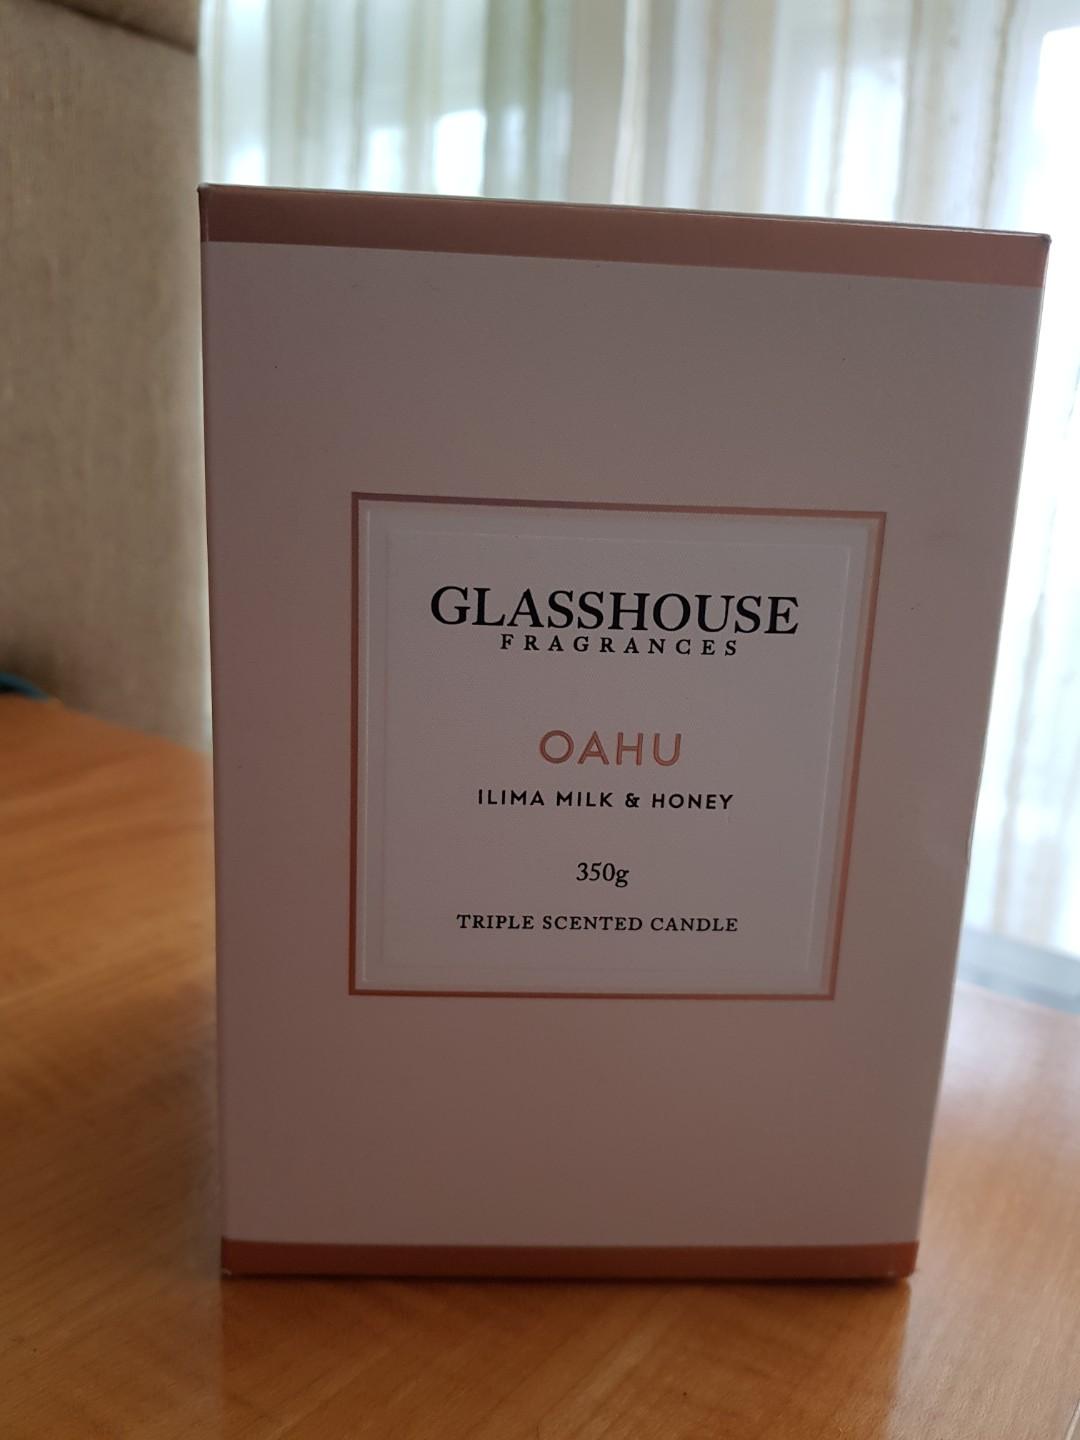 GLASSHOUSE
FRAGRANCES
OAHU
ILIMA MILK & HONEY
350g
TRIPLE SCENTED CANDLE